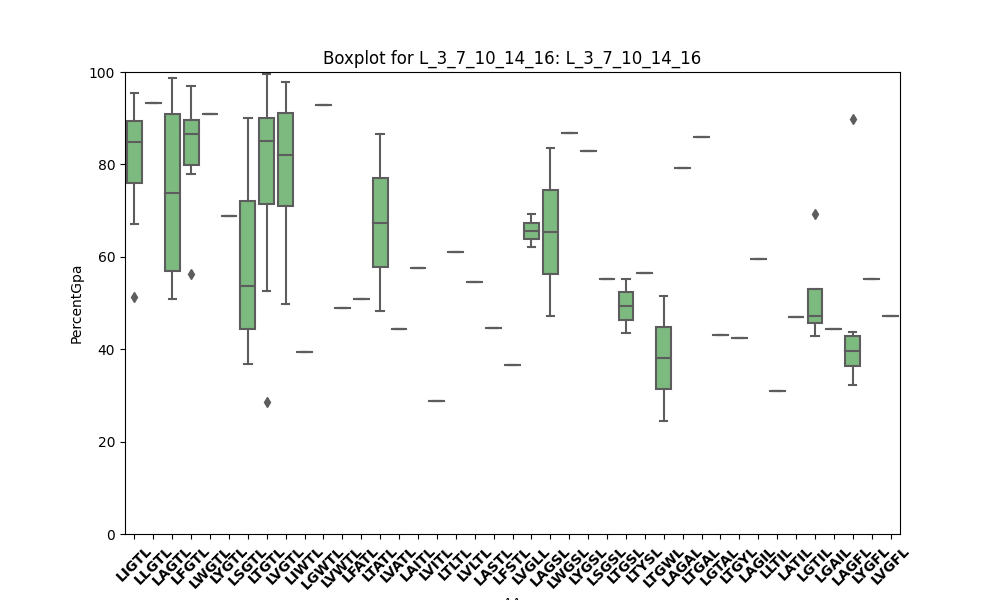 Boxplot for L_3_7_10_14_16: L_3_7_10_14_16
PercentGpa
100
80
60
40
20
0
LIGTL
LLGTL
LAGTL
LFGTL
LWGTL
LYGTL
LSGTL
LTGTL
LVGTL
LIWTL
LGWTL
LVWTL
LFATL
LTATL
LVATL
LAITL
LVITL
LTLTL
LVLTL
LASTL
LFSTL
LVGLL
LAGSL
LWGSL
LYGSL
LSGSL
LTGSL
LTYSL
LTGWL
LAGAL
LTGAL
LGTAL
LTGYL
LAGIL
LLTIL
LATIL
LGTIL
LGAIL
LAGFL
LYGFL
LVGFL